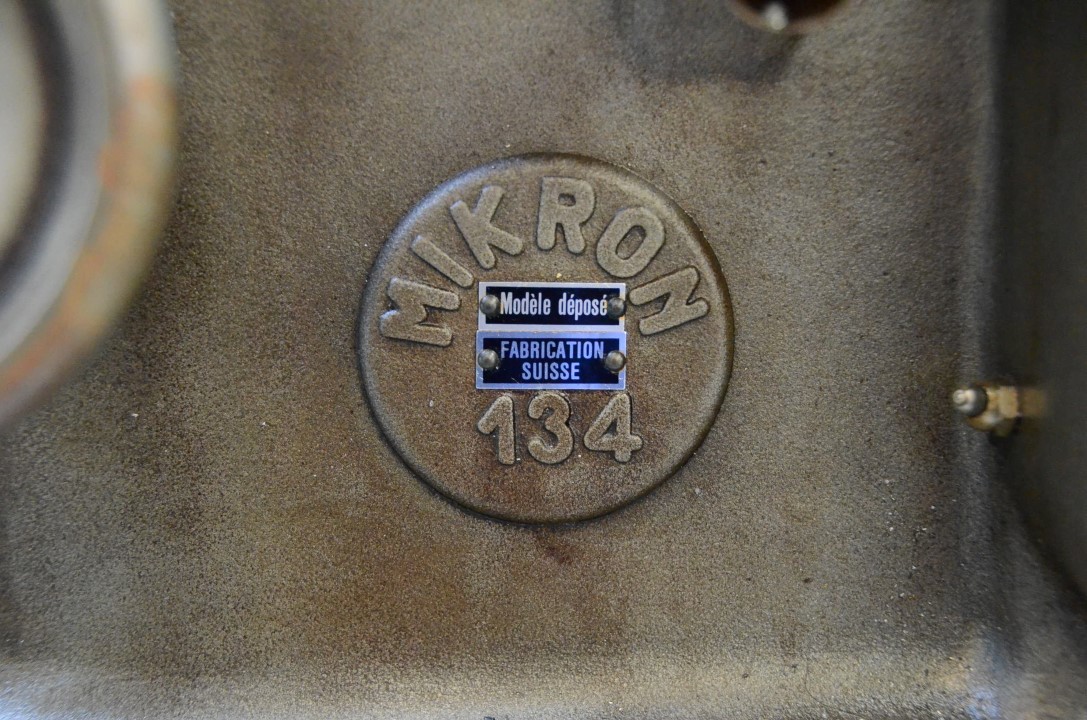 MIKRON
Modèle déposé
FABRICATION
SUISSE
134